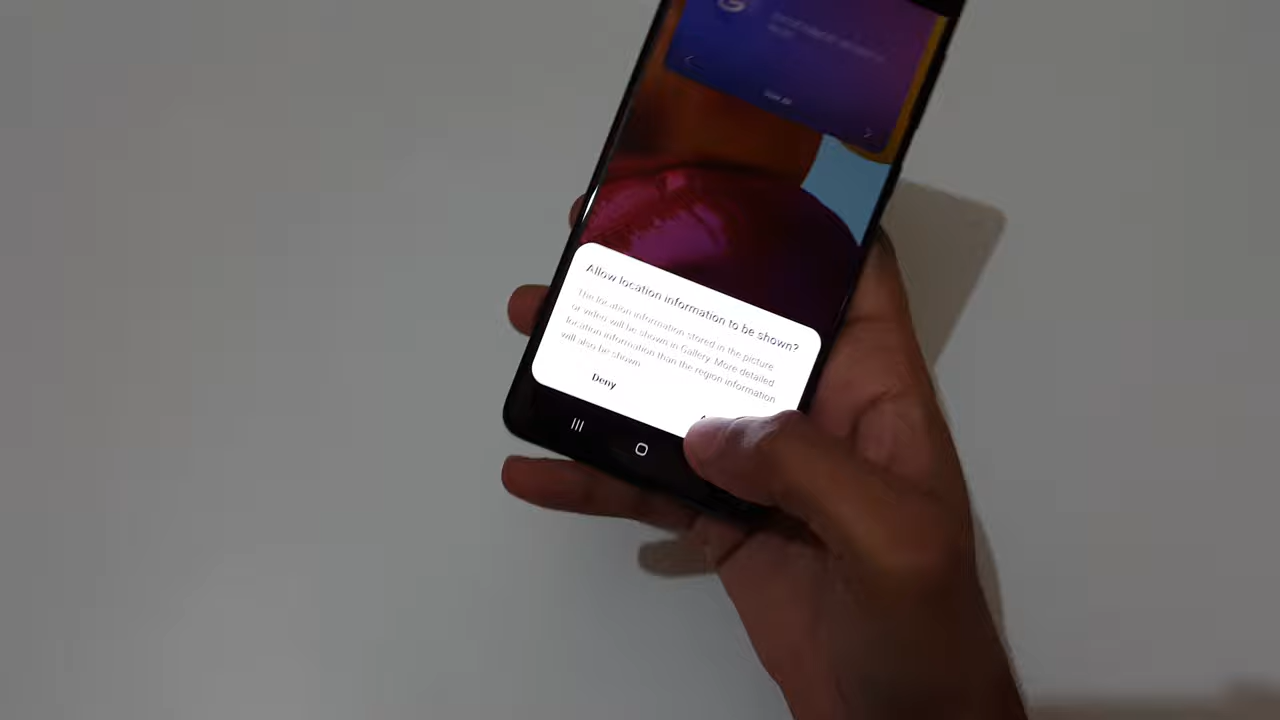 Allow location information to be shown?
The location information stored in the picture
or video will be shown in Gallery. More detailed
location information than the region information
will also be shown.
Deny